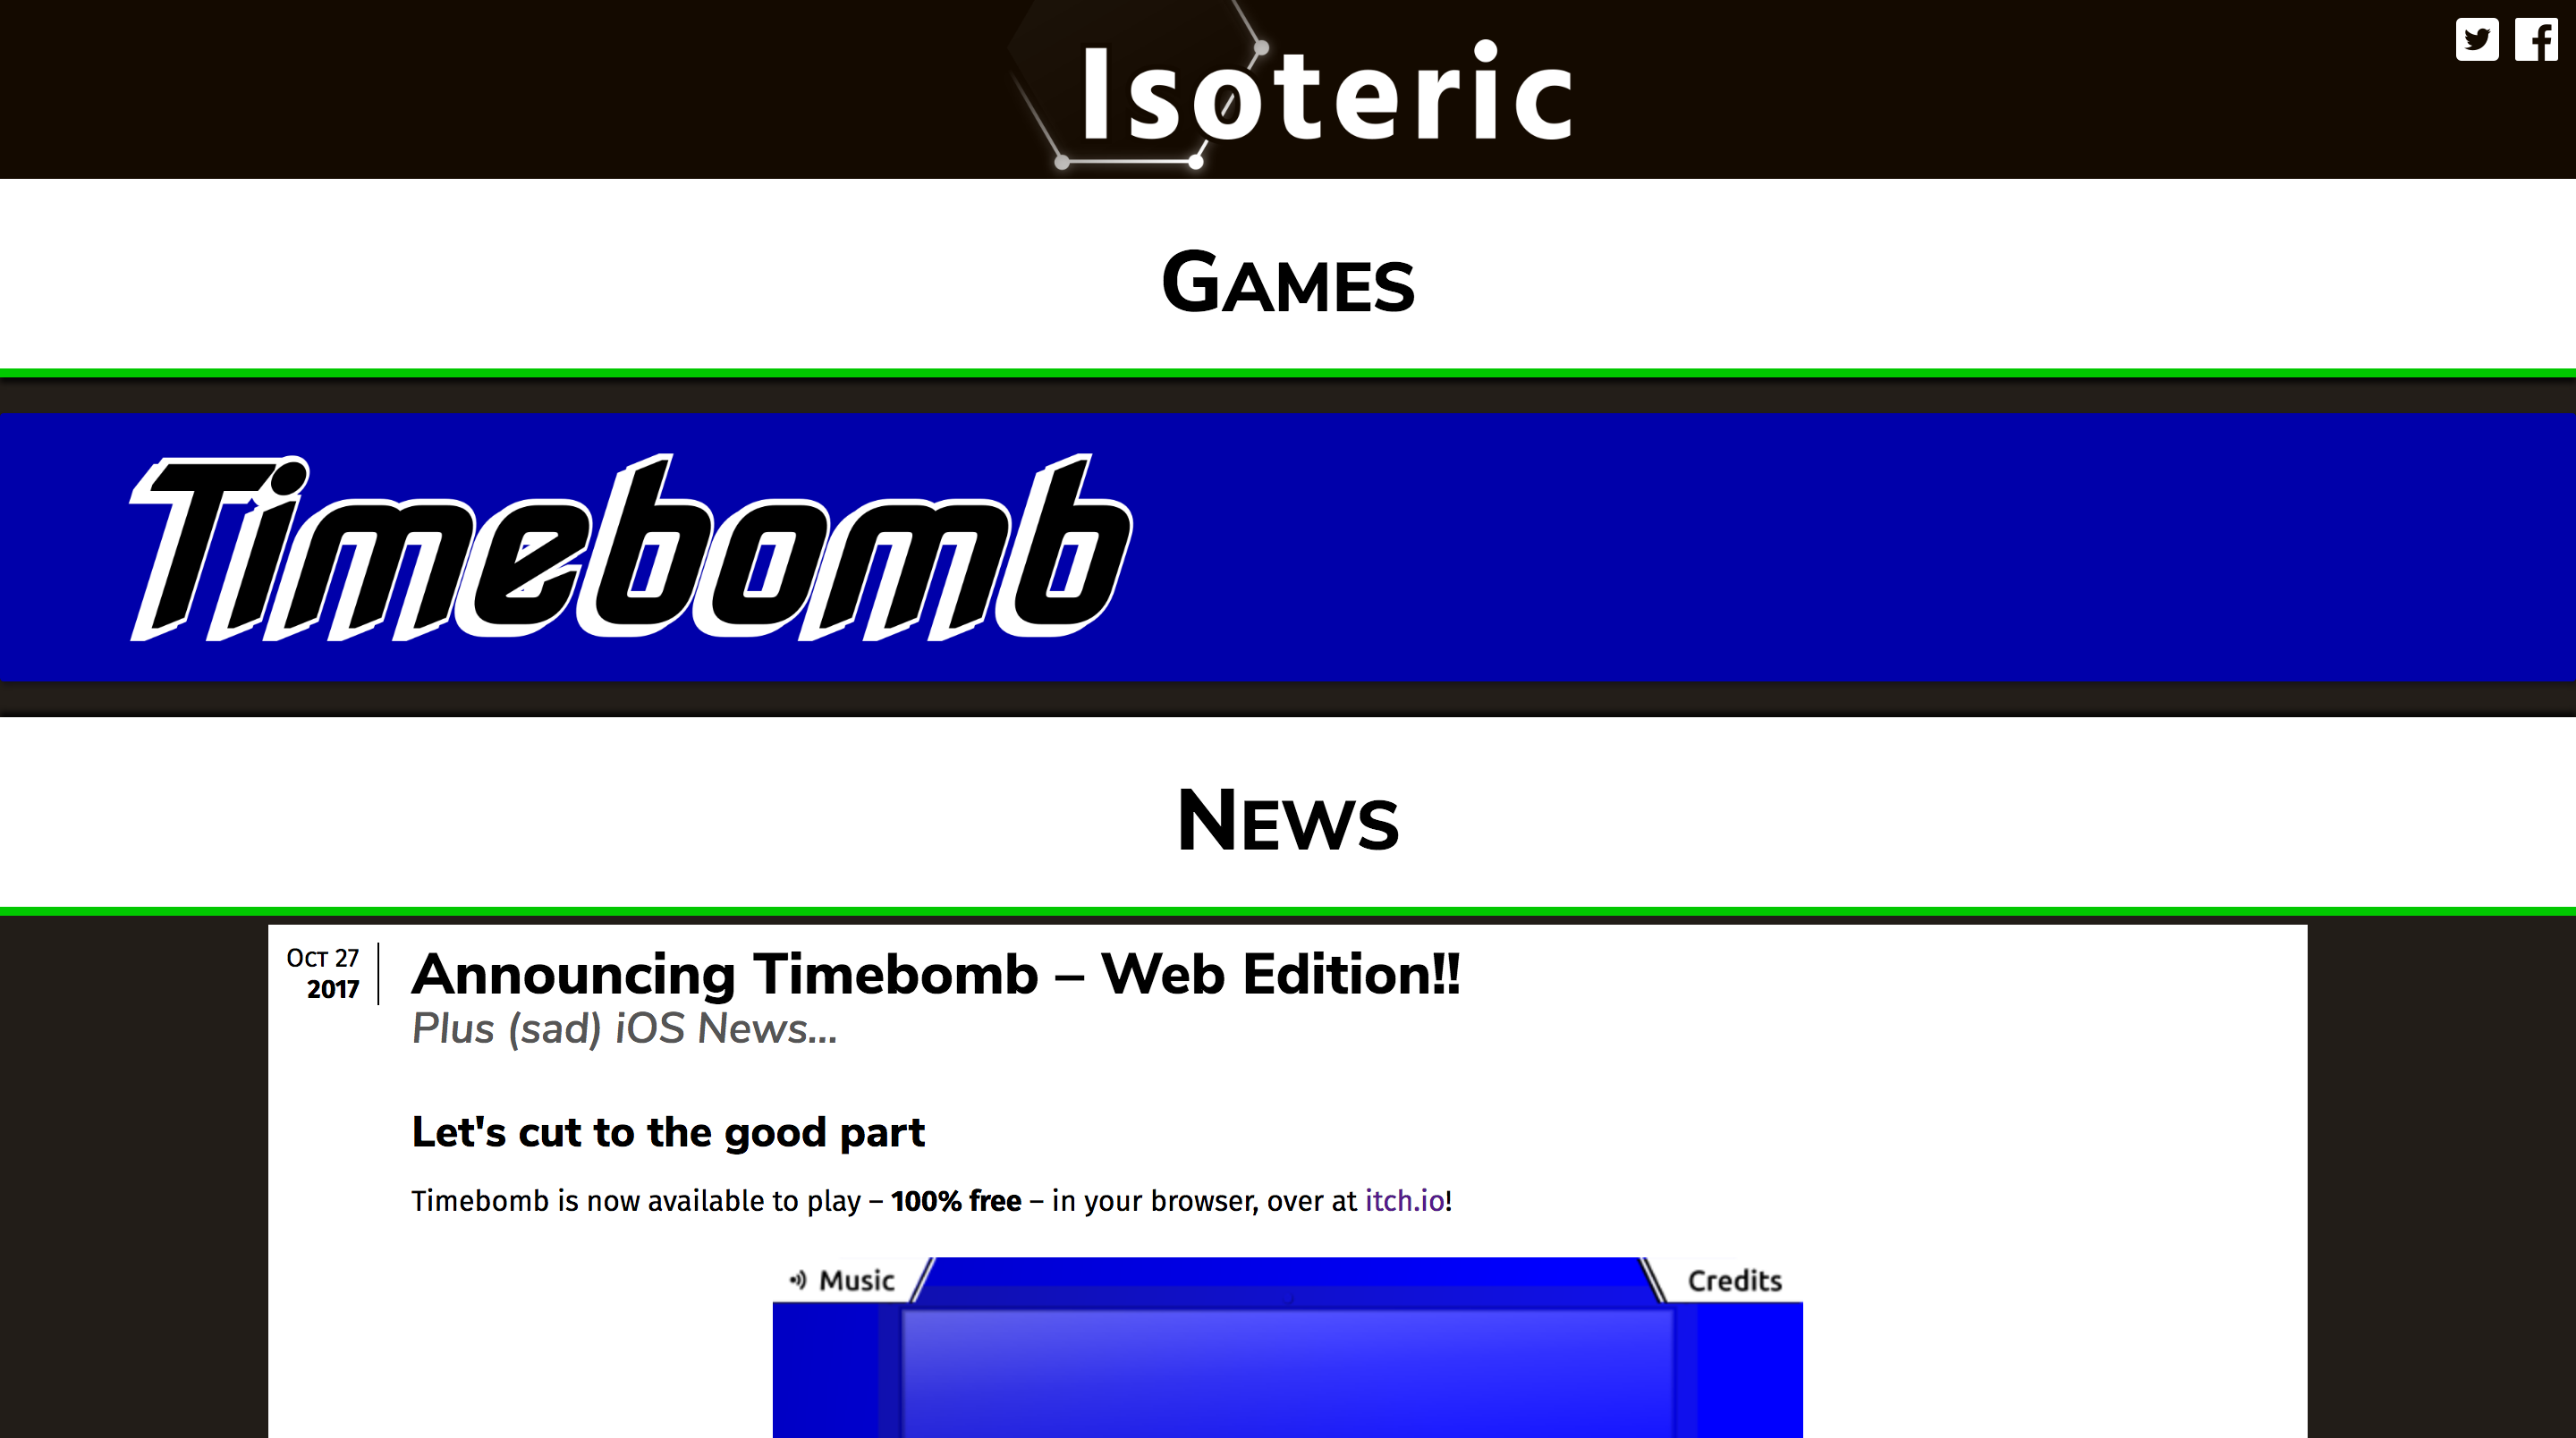 Isoteric
Games
Timebomb
News
Oct 27
2017
Announcing Timebomb – Web Edition!!
Plus (sad) iOS News...
Let's cut to the good part
Timebomb is now available to play – 100% free – in your browser, over at itch.io!
Music
Credits